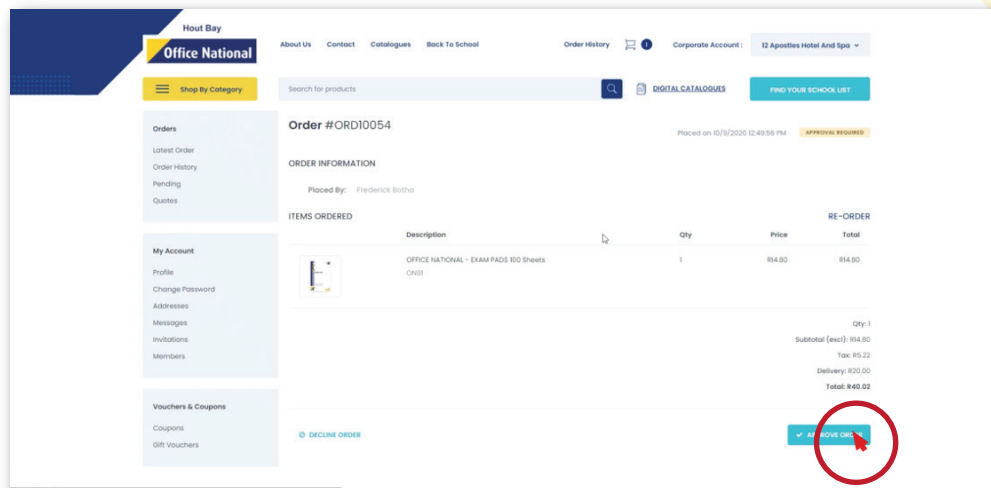 Hout Bay
Office National
About Us Contact Catalogues Back To School Order History 1 Corporate Account : 12 Apostles Hotel And Spa
Shop By Category Search for products DIGITAL CATALOGUES FIND YOUR SCHOOL LIST
Orders
Latest Order
Order History
Pending
Quotes
My Account
Profile
Change Password
Addresses
Messages
Invitations
Members
Vouchers & Coupons
Coupons
Gift Vouchers
Order #ORD10054
Placed on 10/9/2020 12:49:56 PM APPROVAL REQUIRED
ORDER INFORMATION
Placed By: Frederick Botha
ITEMS ORDERED RE-ORDER
Description Qty Price Total
OFFICE NATIONAL - EXAM PADS 100 Sheets 1 R14.80 R14.80
ON91
Qty: 1
Subtotal (excl): R14.80
Tax: R5.22
Delivery: R20.00
Total: R40.02
DECLINE ORDER APPROVE ORDER